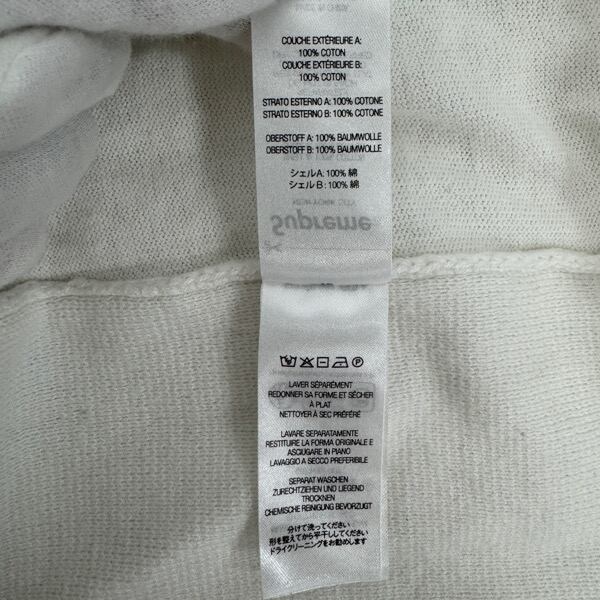 COUCHE EXTÉRIEURE A:
100% COTON
COUCHE EXTÉRIEURE B:
100% COTON
STRATO ESTERNO A: 100% COTONE
STRATO ESTERNO B: 100% COTONE
OBERSTOFF A: 100% BAUMWOLLE
OBERSTOFF B: 100% BAUMWOLLE
シェルA: 100% 綿
シェルB: 100% 綿
NEW YORK CITY
Supreme
LAVER SÉPARÉMENT
REDONNER SA FORME ET SÉCHER
À PLAT
NETTOYER À SEC PRÉFÉRÉ
LAVARE SEPARATAMENTE
RESTITUIRE LA FORMA ORIGINALE E
ASCIUGARE IN PIANO
LAVAGGIO A SECCO PREFERIBILE
SEPARAT WASCHEN
ZURECHTZIEHEN UND LIEGEND
TROCKNEN
CHEMISCHE REINIGUNG BEVORZUGT
分けて洗ってください
形を整えてから平干ししてください
ドライクリーニングをお勧めします